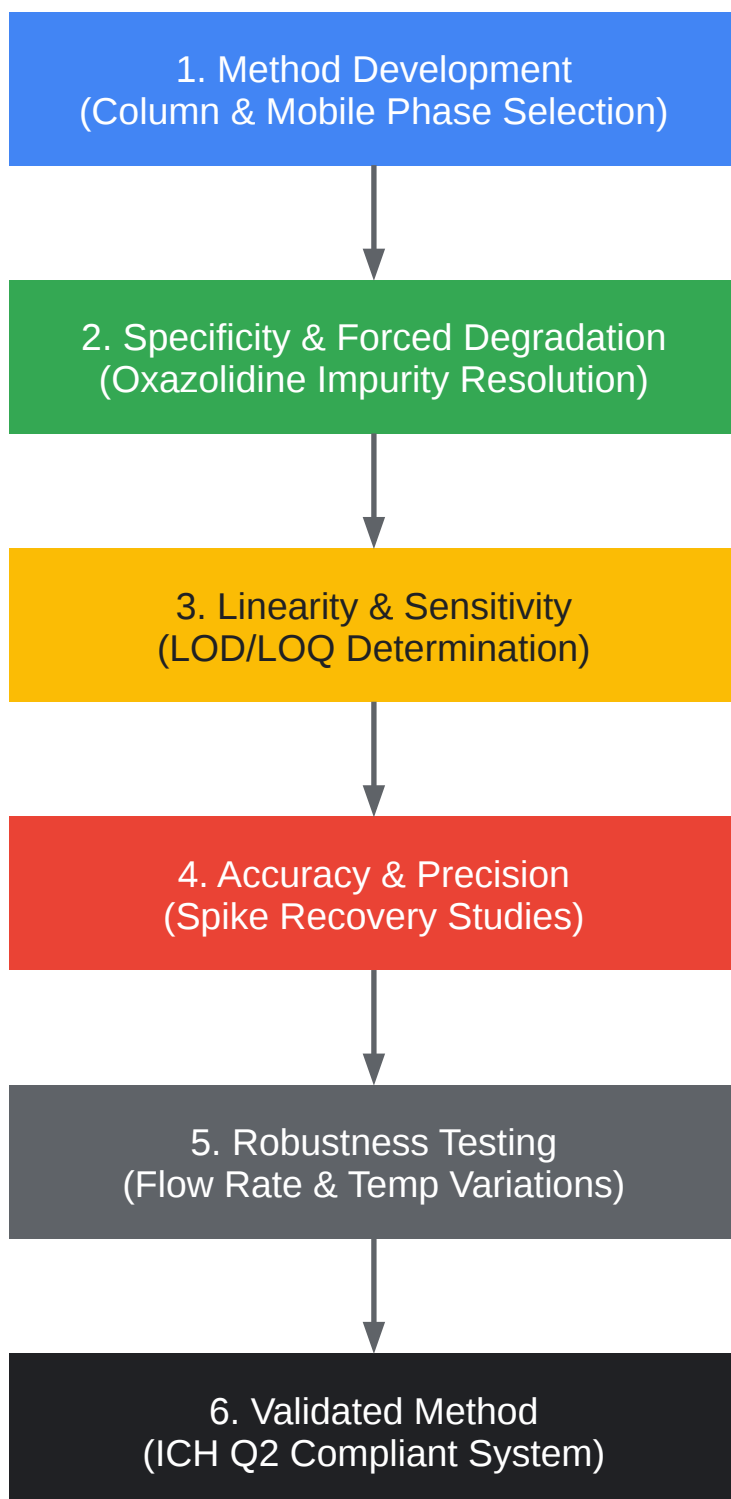 1. Method Development
(Column & Mobile Phase Selection)
2. Specificity & Forced Degradation
(Oxazolidine Impurity Resolution)
3. Linearity & Sensitivity
(LOD/LOQ Determination)
4. Accuracy & Precision
(Spike Recovery Studies)
5. Robustness Testing
(Flow Rate & Temp Variations)
6. Validated Method
(ICH Q2 Compliant System)